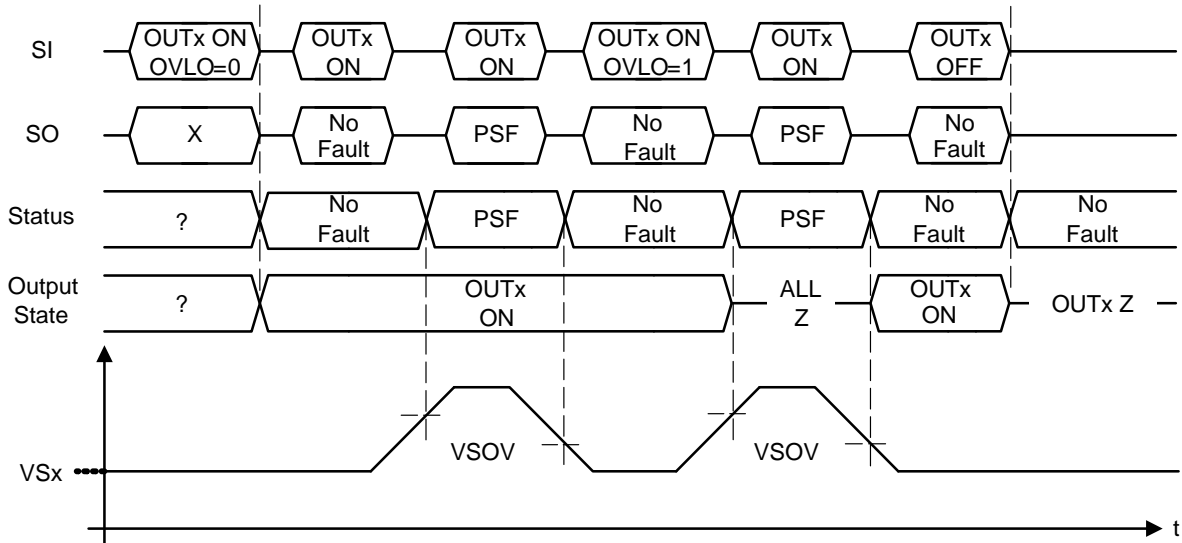 SI
OUTx ON
OVLO=0
OUTx
ON
OUTx
ON
OUTx ON
OVLO=1
OUTx
ON
OUTx
OFF
SO
X
No
Fault
PSF
No
Fault
PSF
No
Fault
Status
?
No
Fault
PSF
No
Fault
PSF
No
Fault
No
Fault
Output
State
?
OUTx
ON
ALL
Z
OUTx
ON
OUTx Z
VSOV
VSOV
VSx
t